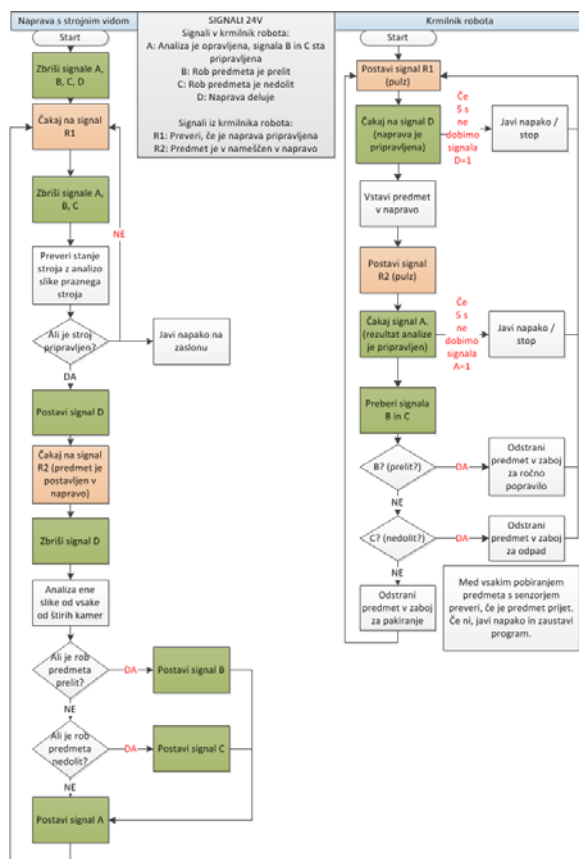 Naprava s strojnim vidom
Start
Zbriši signale A,
B, C, D
Čakaj na signal
R1
Zbriši signale A,
B, C
NE
Preveri stanje
stroja z analizo
slike praznega
stroja
Ali je stroj
pripravljen?
Javi napako na
zaslonu
DA
Postavi signal D
Čakaj na signal
R2 (predmet je
postavljen v
napravo)
Zbriši signal D
Analiza ene
slike od vsake
od štirih kamer
Ali je rob
predmeta
prelit?
DA
Postavi signal B
NE
Ali je rob
predmeta
nedolit?
DA
Postavi signal C
NE
Postavi signal A
SIGNALI 24V
Signali v krmilnik robota:
A: Analiza je opravljena, signala B in C sta
pripravljena
B: Rob predmeta je prelit
C: Rob predmeta je nedolit
D: Naprava deluje
Signali iz krmilnika robota:
R1: Preveri, če je naprava pripravljena
R2: Predmet je v nameščen v napravo
Krmilnik robota
Start
Postavi signal R1
(pulz)
Čakaj na signal D
(naprava je
pripravljena)
Če
5 s
ne
dobimo
signala
D=1
Javi napako /
stop
Vstavi predmet
v napravo
Postavi signal
R2 (pulz)
Čakaj signal A.
(rezultat analize
je pripravljen)
Če
5 s
ne
dobimo
signala
A=1
Javi napako /
stop
Preberi signala
B in C
B? (prelit?)
DA
Odstrani
predmet v zaboj
za ročno
popravilo
NE
C? (nedolit?)
DA
Odstrani
predmet v zaboj
za odpad
NE
Odstrani
predmet v zaboj
za pakiranje
Med vsakim pobiranjem
predmeta s senzorjem
preveri, če je predmet prijet.
Če ni, javi napako in zaustavi
program.